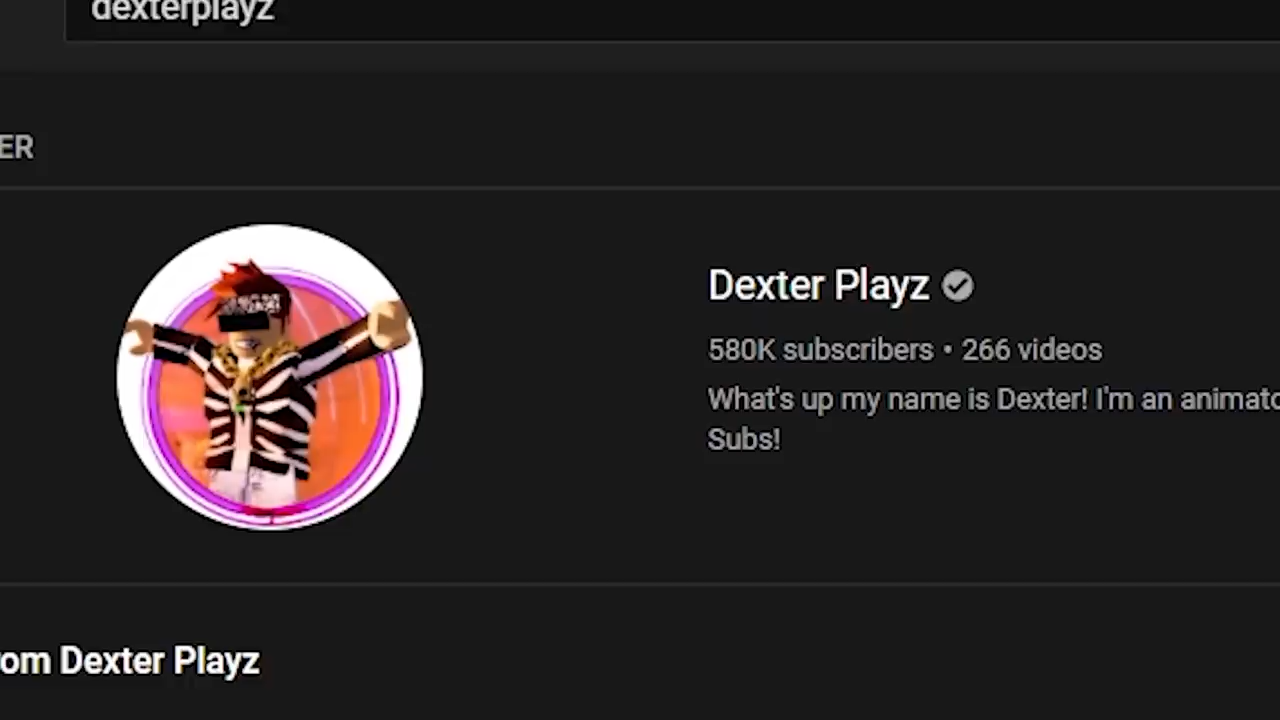 dexterplayz
ER
Dexter Playz
580K subscribers • 266 videos
What's up my name is Dexter! I'm an animato
Subs!
rom Dexter Playz